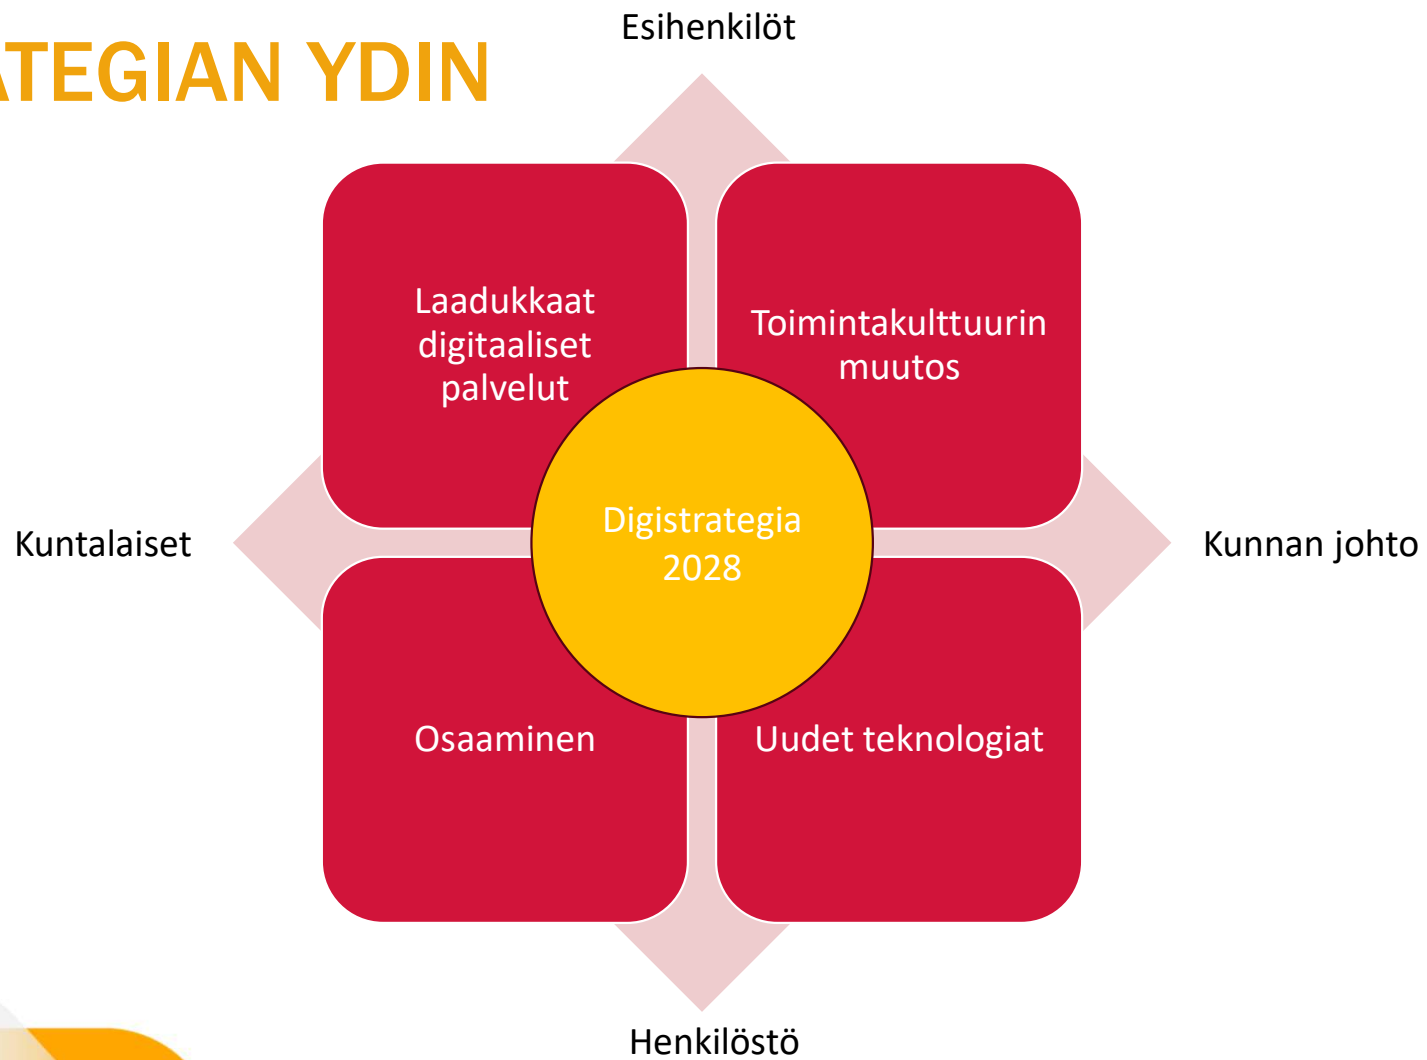 Esihenkilöt
ATEGIAN YDIN
Laadukkaat
digitaaliset
palvelut
Toimintakulttuurin
muutos
Kuntalaiset
Digistrategia
2028
Kunnan johto
Osaaminen
Uudet teknologiat
Henkilöstö